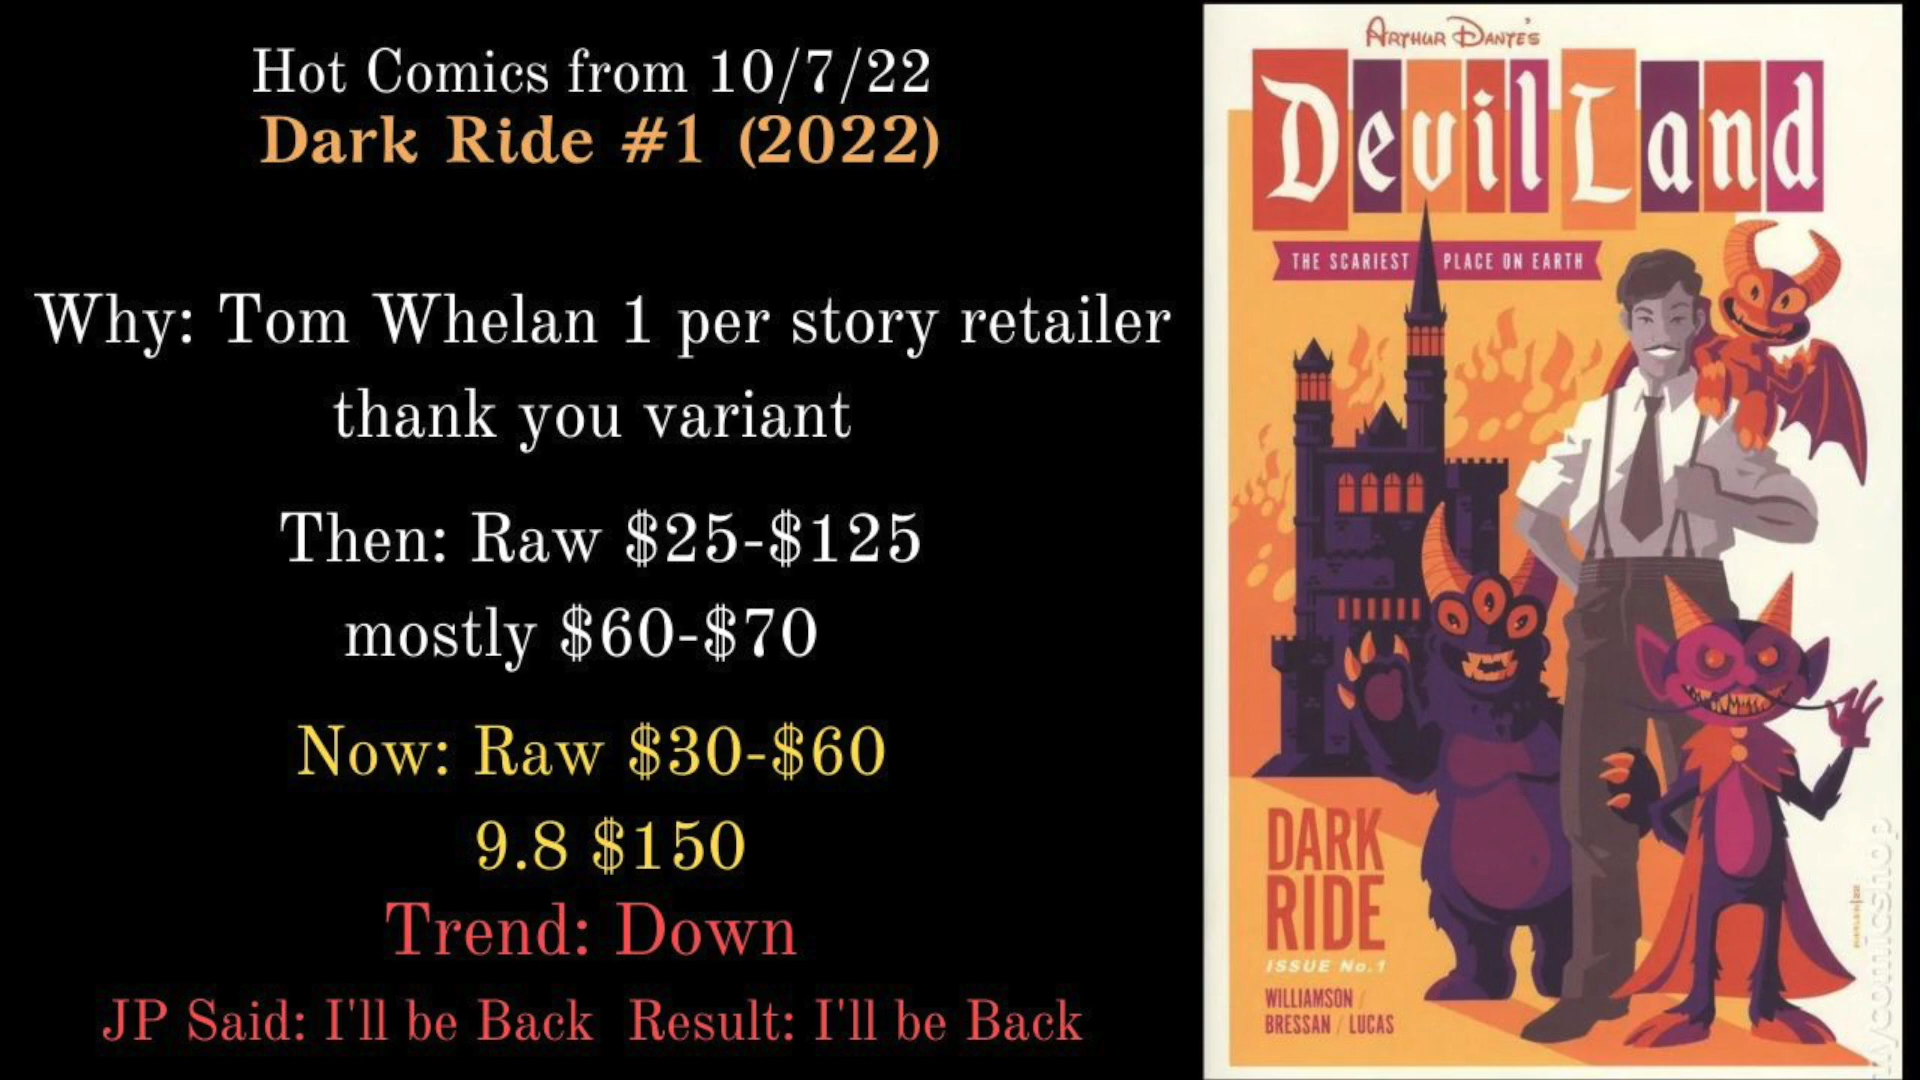 Hot Comics from 10/7/22
Dark Ride #1 (2022)
Why: Tom Whelan 1 per story retailer
thank you variant
Then: Raw $25-$125
mostly $60-$70
Now: Raw $30-$60
9.8 $150
Trend: Down
JP Said: I'll be Back Result: I'll be Back
ARTHUR DANTE'S
Devil Land
THE SCARIEST PLACE ON EARTH
DARK
RIDE
ISSUE No.1
WILLIAMSON /
BRESSAN / LUCAS
mycomicshop